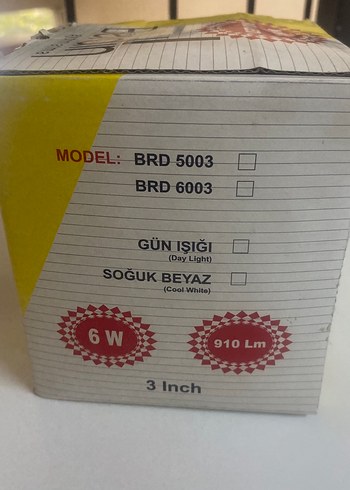 MODEL: BRD 5003
BRD 6003
GÜN IŞIĞI
(Day Light)
SOĞUK BEYAZ
(Cool White)
6 W
910 Lm
3 Inch